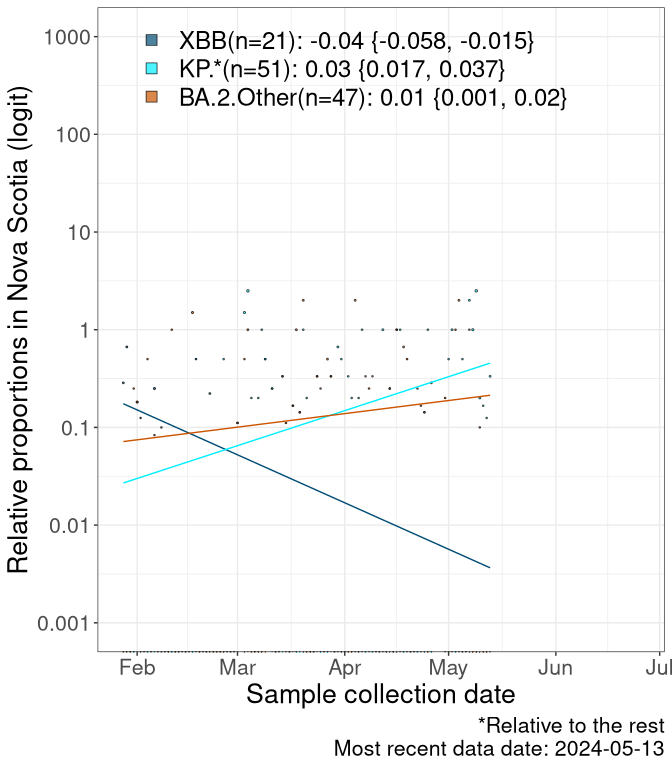 XBB(n=21): -0.04 {-0.058, -0.015}
KP.*(n=51): 0.03 {0.017, 0.037}
BA.2.Other(n=47): 0.01 {0.001, 0.02}
Relative proportions in Nova Scotia (logit)
1000
100
10
1
0.1
0.01
0.001
Feb Mar Apr May Jun Jul
Sample collection date
*Relative to the rest
Most recent data date: 2024-05-13